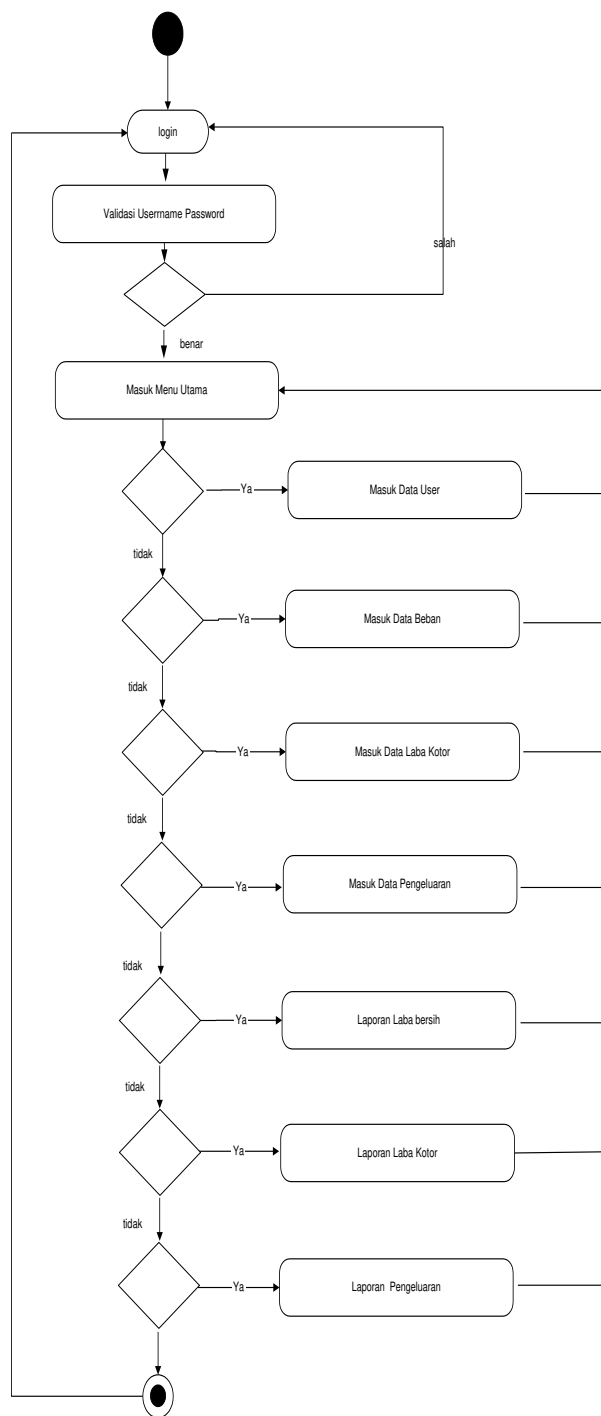 login
Validasi Userrname Password
salah
benar
Masuk Menu Utama
Ya
Masuk Data User
tidak
Ya
Masuk Data Beban
tidak
Ya
Masuk Data Laba Kotor
tidak
Ya
Masuk Data Pengeluaran
tidak
Ya
Laporan Laba bersih
tidak
Ya
Laporan Laba Kotor
tidak
Ya
Laporan Pengeluaran